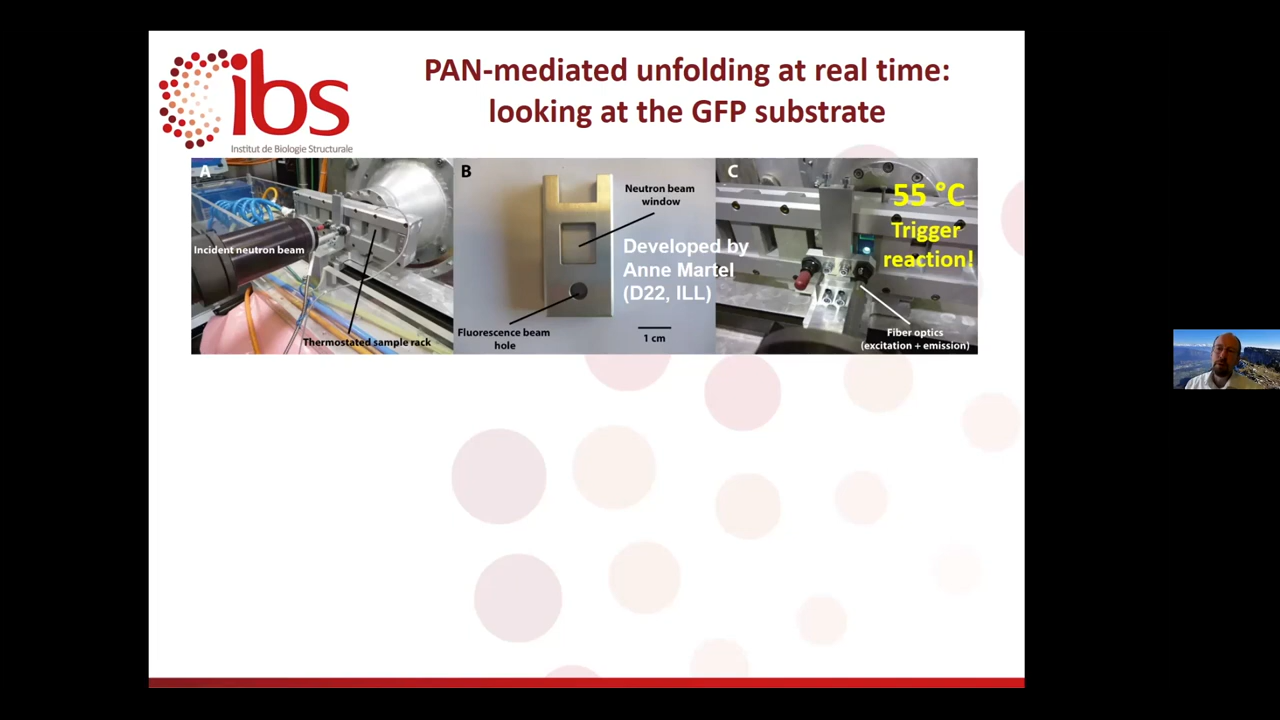 ibs
Institut de Biologie Structurale
PAN-mediated unfolding at real time:
looking at the GFP substrate
A
Incident neutron beam
Thermostated sample rack
B
Neutron beam
window
Developed by
Anne Martel
(D22, ILL)
Fluorescence beam
hole
1 cm
C
55 °C
Trigger
reaction!
Fiber optics
(excitation + emission)